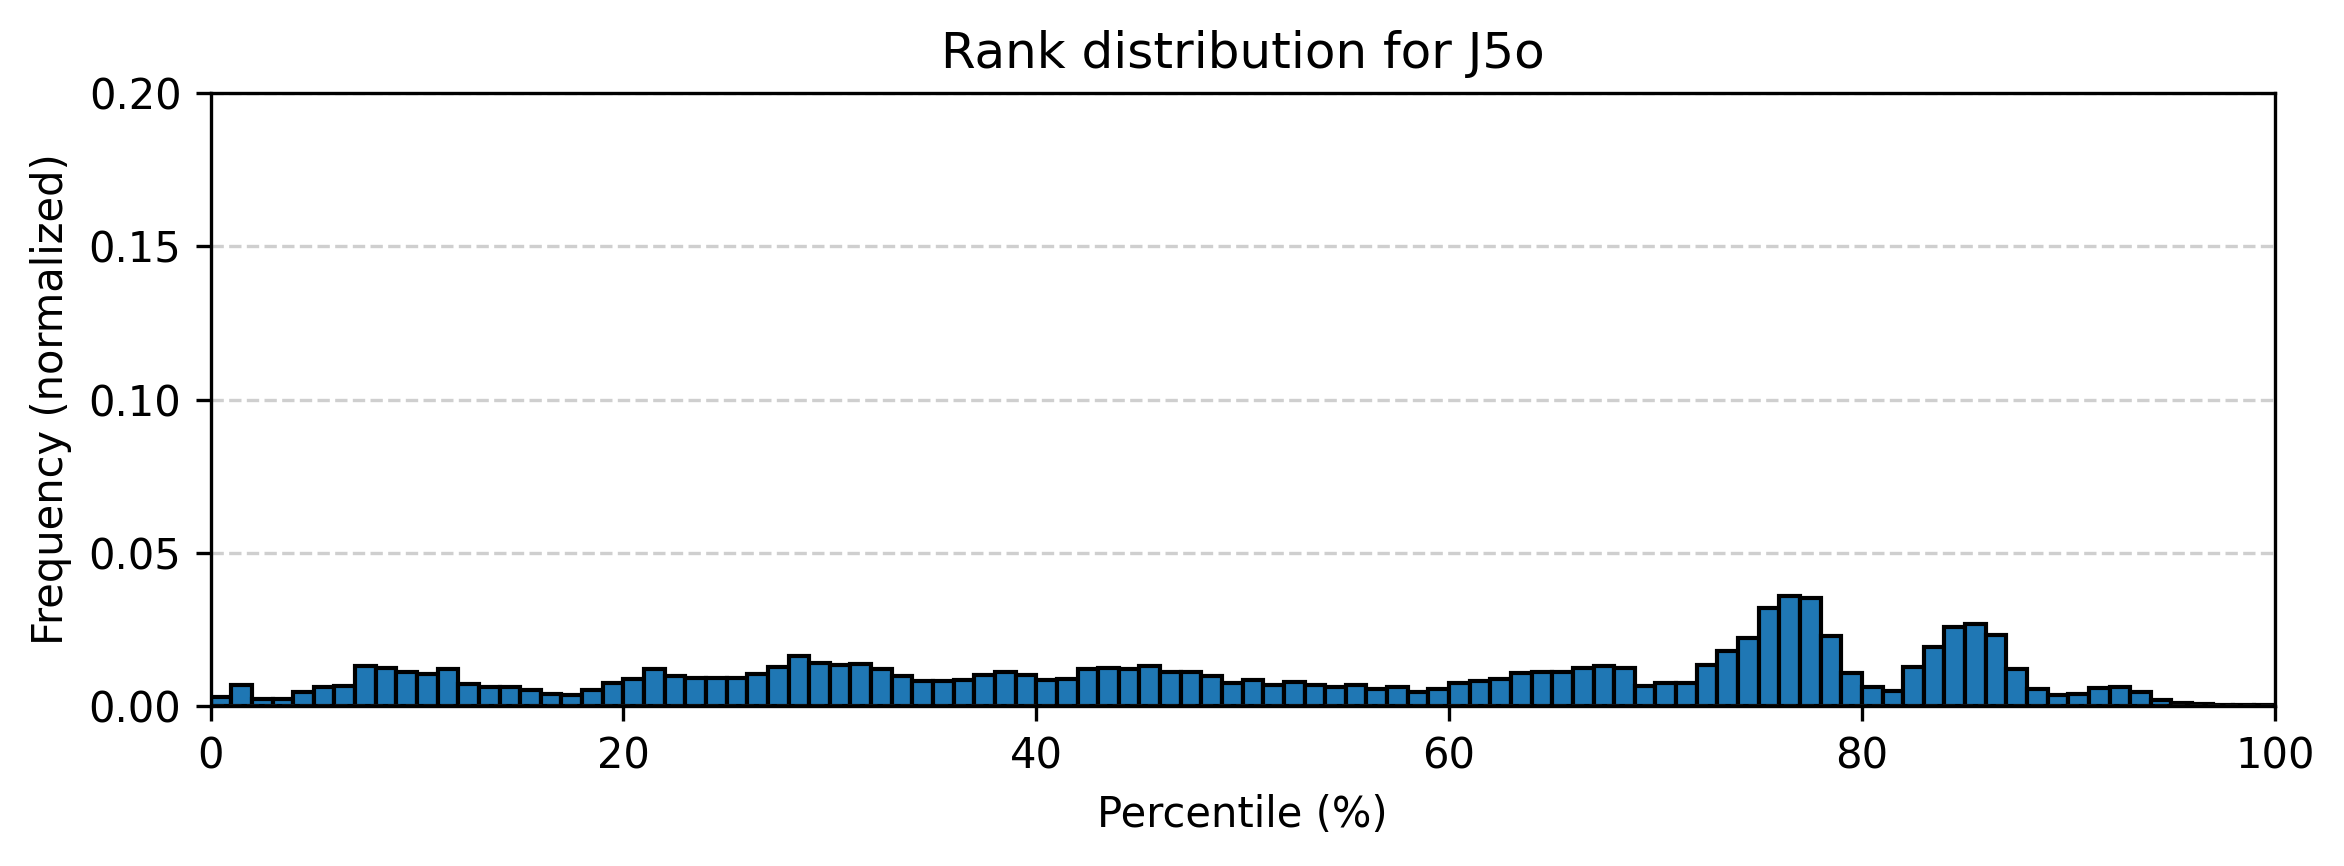 Rank distribution for J5o
0.20
0.15
0.10
0.05
0.00
Frequency (normalized)
0 20 40 60 80 100
Percentile (%)